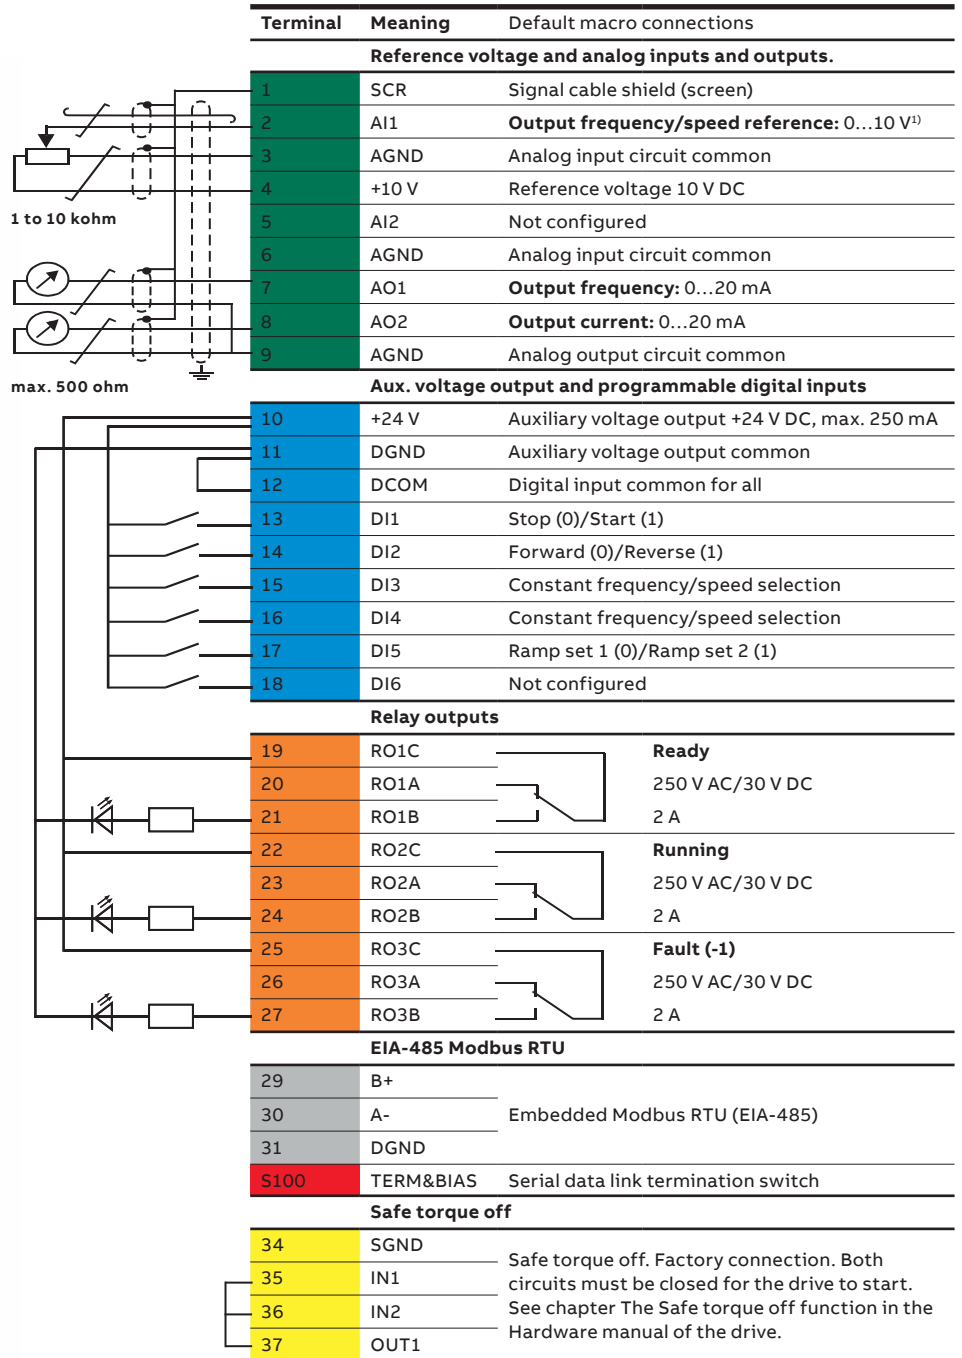 Terminal Meaning Default macro connections
Reference voltage and analog inputs and outputs.
1 SCR Signal cable shield (screen)
2 AI1 Output frequency/speed reference: 0...10 V1)
3 AGND Analog input circuit common
4 +10 V Reference voltage 10 V DC
1 to 10 kohm
5 AI2 Not configured
6 AGND Analog input circuit common
7 AO1 Output frequency: 0...20 mA
8 AO2 Output current: 0...20 mA
9 AGND Analog output circuit common
max. 500 ohm
Aux. voltage output and programmable digital inputs
10 +24 V Auxiliary voltage output +24 V DC, max. 250 mA
11 DGND Auxiliary voltage output common
12 DCOM Digital input common for all
13 DI1 Stop (0)/Start (1)
14 DI2 Forward (0)/Reverse (1)
15 DI3 Constant frequency/speed selection
16 DI4 Constant frequency/speed selection
17 DI5 Ramp set 1 (0)/Ramp set 2 (1)
18 DI6 Not configured
Relay outputs
19 RO1C Ready
20 RO1A 250 V AC/30 V DC
21 RO1B 2 A
22 RO2C Running
23 RO2A 250 V AC/30 V DC
24 RO2B 2 A
25 RO3C Fault (-1)
26 RO3A 250 V AC/30 V DC
27 RO3B 2 A
EIA-485 Modbus RTU
29 B+
30 A- Embedded Modbus RTU (EIA-485)
31 DGND
S100 TERM&BIAS Serial data link termination switch
Safe torque off
34 SGND
35 IN1
36 IN2
37 OUT1
Safe torque off. Factory connection. Both
circuits must be closed for the drive to start.
See chapter The Safe torque off function in the
Hardware manual of the drive.